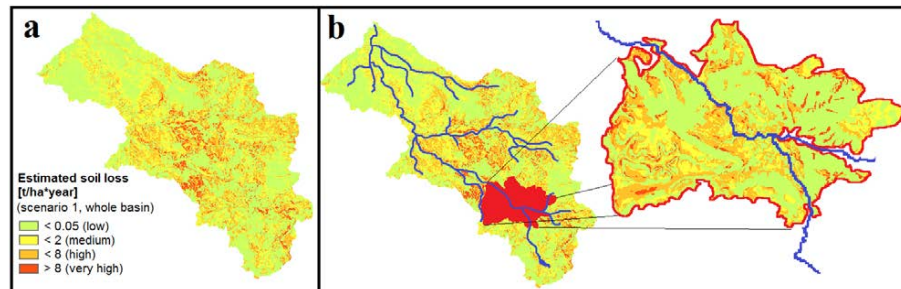 a
Estimated soil loss
[t/ha*year]
(scenario 1, whole basin)
< 0.05 (low)
< 2 (medium)
< 8 (high)
> 8 (very high)
b